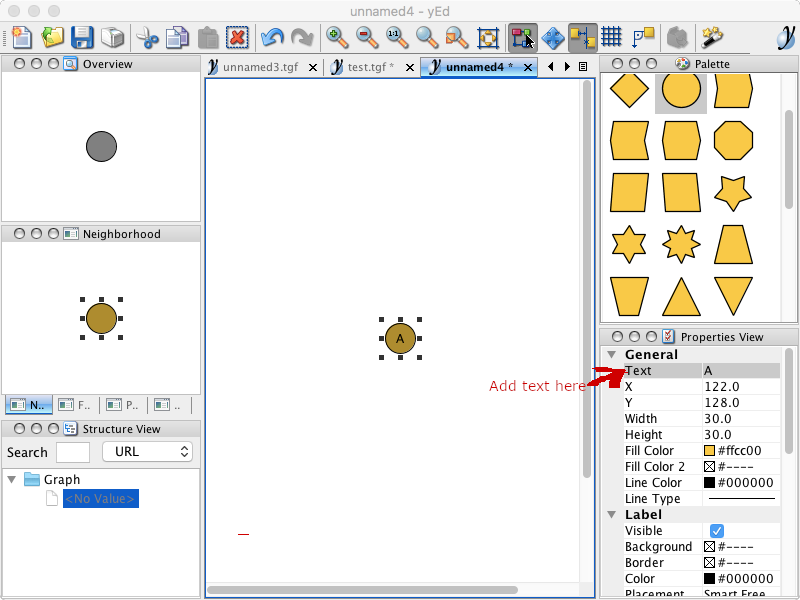 unnamed4 - yEd
1:1
Overview
unnamed3.tgf
test.tgf *
unnamed4 *
Palette
Neighborhood
A
N..
F..
P..
..
Structure View
Search
URL
Graph
<No Value>
Add text here
Properties View
General
Text A
X 122.0
Y 128.0
Width 30.0
Height 30.0
Fill Color #ffcc00
Fill Color 2 #----
Line Color #000000
Line Type
Label
Visible
Background #----
Border #----
Color #000000
Placement Smart Free